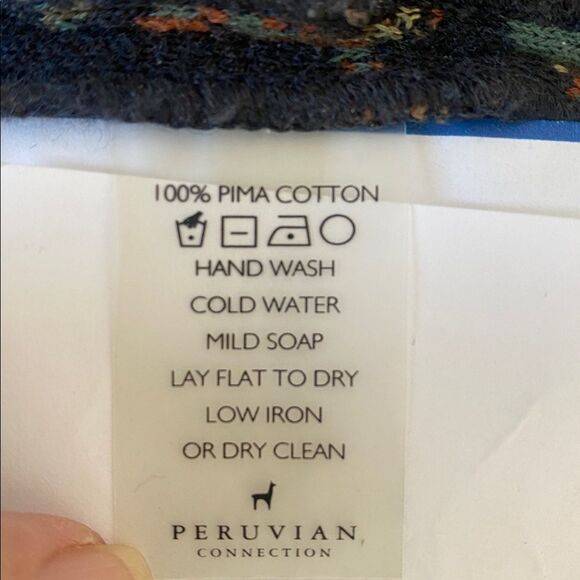 100% PIMA COTTON
HAND WASH
COLD WATER
MILD SOAP
LAY FLAT TO DRY
LOW IRON
OR DRY CLEAN
PERUVIAN
CONNECTION